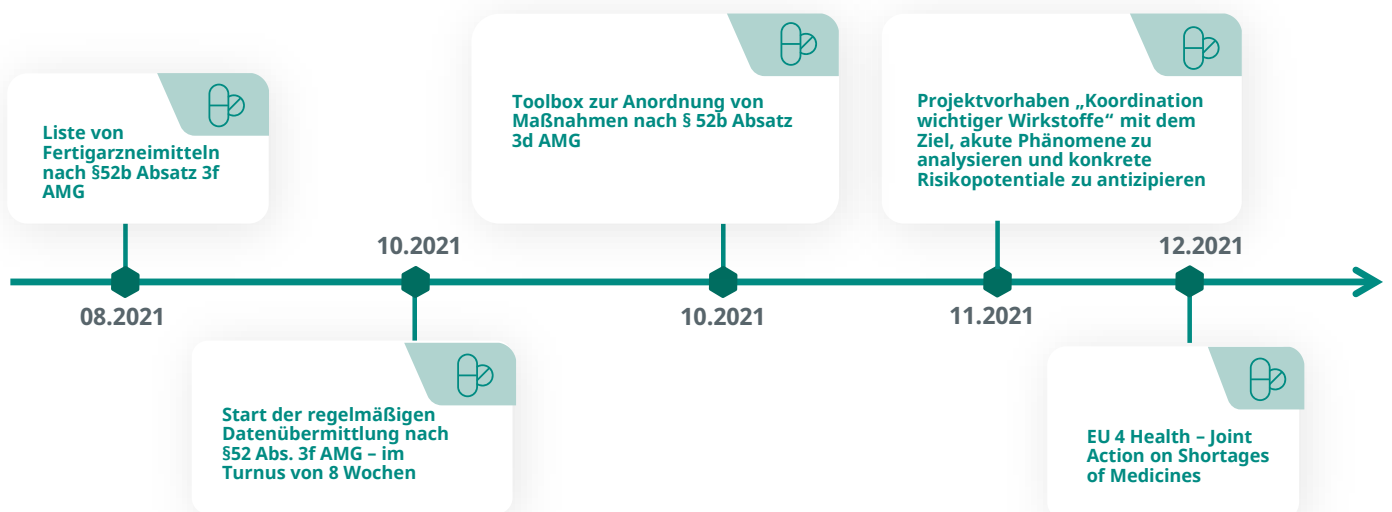 Liste von
Fertigarzneimitteln
nach §52b Absatz 3f
AMG
08.2021
10.2021
Start der regelmäßigen
Datenübermittlung nach
§52 Abs. 3f AMG – im
Turnus von 8 Wochen
Toolbox zur Anordnung von
Maßnahmen nach § 52b Absatz
3d AMG
10.2021
Projektvorhaben „Koordination
wichtiger Wirkstoffe“ mit dem
Ziel, akute Phänomene zu
analysieren und konkrete
Risikopotentiale zu antizipieren
11.2021
12.2021
EU 4 Health – Joint
Action on Shortages
of Medicines